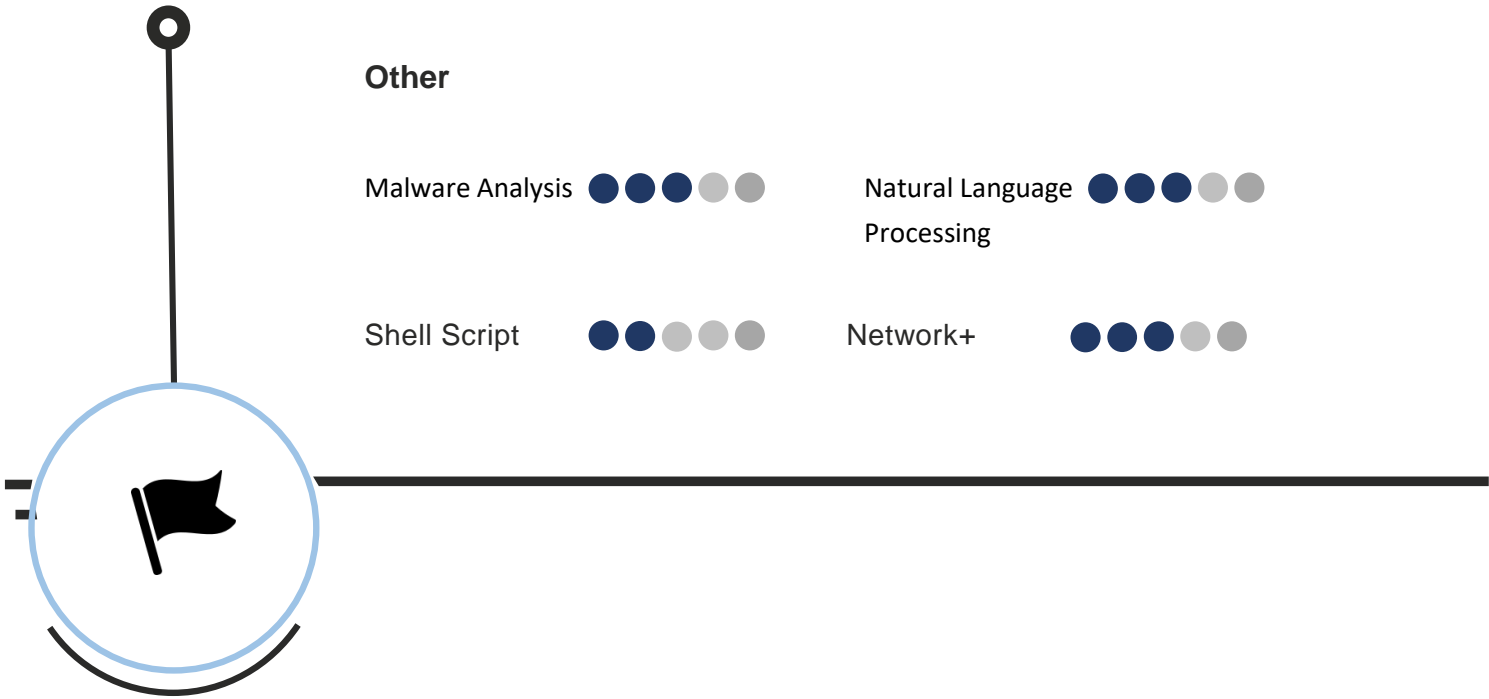 Other
Malware Analysis
Natural Language
Processing
Shell Script
Network+